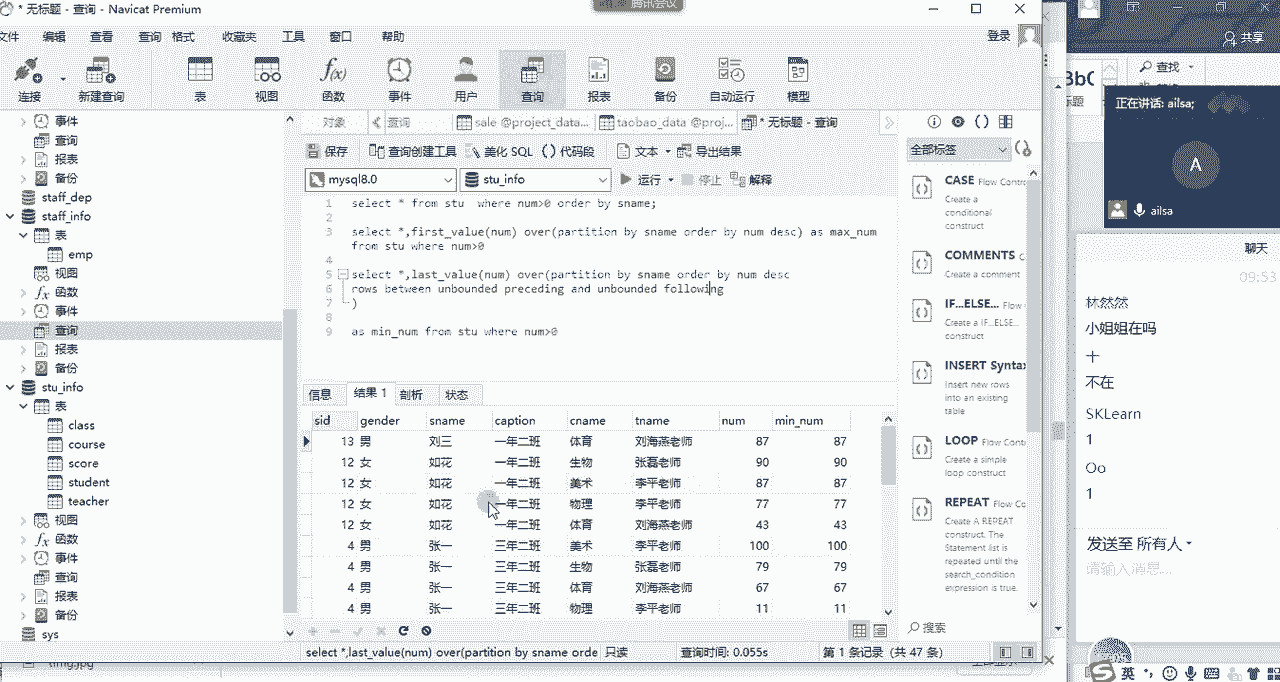 * 无标题 - 查询 - Navicat Premium
腾讯会议
文件 编辑 查看 查询 格式 收藏夹 工具 窗口 帮助 登录
连接 新建查询 表 视图 函数 事件 用户 查询 报表 备份 自动运行 模型
共享
查找
正在讲话: ailsa;
A
ailsa
事件
查询
报表
备份
staff_dep
staff_info
表
emp
视图
函数
事件
查询
报表
备份
stu_info
表
class
course
score
student
teacher
视图
函数
事件
查询
报表
备份
sys
对象 查询 sale @project_data... taobao_data @proj... * 无标题 - 查询
保存 查询创建工具 美化 SQL () 代码段 文本 导出结果
mysql8.0 stu_info 运行 停止 解释
1 select * from stu  where num>0 order by sname;
2
3 select *,first_value(num) over(partition by sname order by num desc) as max_num
from stu where num>0
4
5 select *,last_value(num) over(partition by sname order by num desc
6 rows between unbounded preceding and unbounded following
7 )
8
9 as min_num from stu where num>0
信息 结果 1 剖析 状态
sid gender sname caption cname tname num min_num
13 男 刘三 一年二班 体育 刘海燕老师 87 87
12 女 如花 一年二班 生物 张磊老师 90 90
12 女 如花 一年二班 美术 李平老师 87 87
12 女 如花 一年二班 物理 李平老师 77 77
12 女 如花 一年二班 体育 刘海燕老师 43 43
4 男 张一 三年二班 美术 李平老师 100 100
4 男 张一 三年二班 生物 张磊老师 79 79
4 男 张一 三年二班 体育 刘海燕老师 67 67
4 男 张一 三年二班 物理 李平老师 11 11
select *,last_value(num) over(partition by sname orde 只读 查询时间: 0.055s 第 1 条记录 (共 47 条)
全部标签
CASE Flow Contr
Create a
conditional
construct
COMMENTS C
Create a comment
IF...ELSE... Flow
Create a IF...ELSE...
construct
INSERT Syntax
Insert new rows
into an existing
table
LOOP Flow Cont
Create a simple
loop construct
REPEAT Flow Co
Create A REPEAT
construct. The
Statement list is
repeated until the
search_condition
expression is true.
搜索
聊天
09:53
林然然
小姐姐在吗
十
不在
SKLearn
1
Oo
1
发送至 所有人
请输入消息...
英